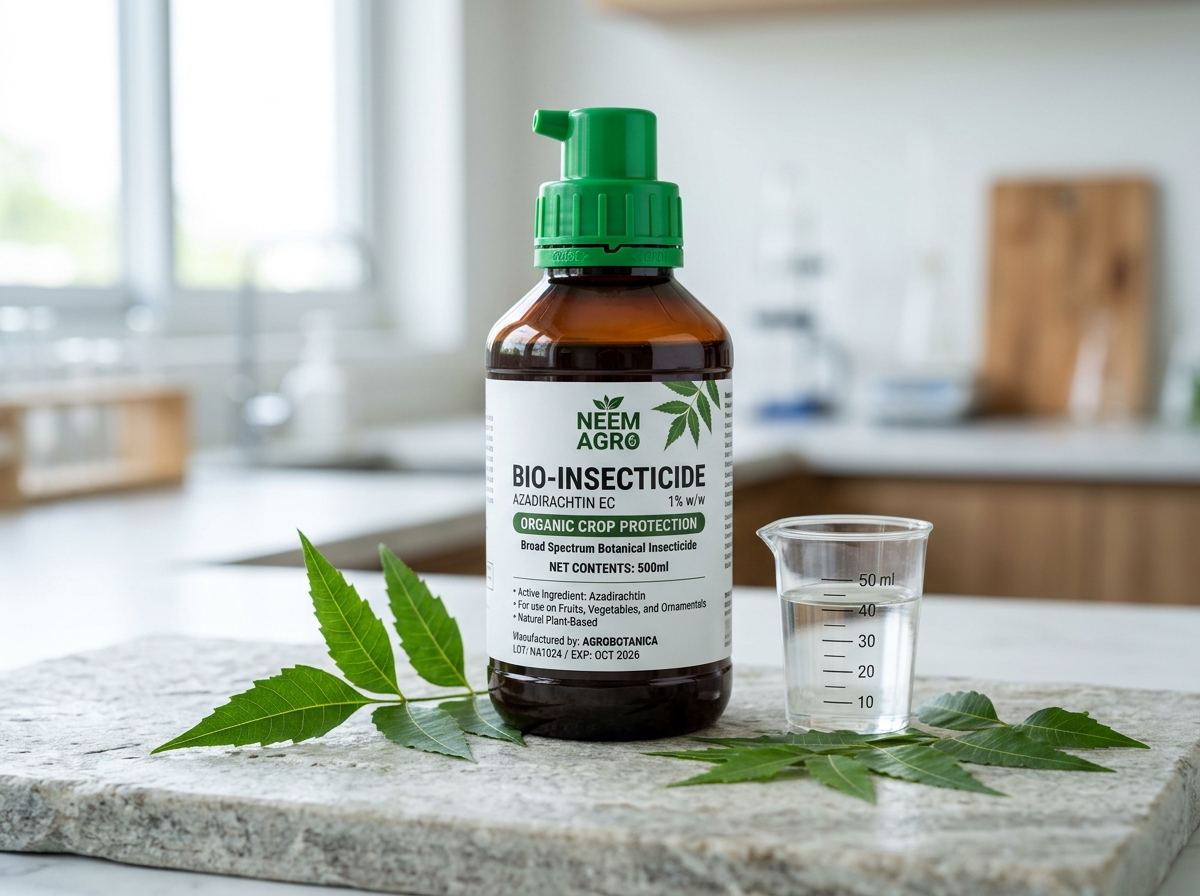 NEEM
AGRO
BIO-INSECTICIDE
AZADIRACHTIN EC 1% w/w
ORGANIC CROP PROTECTION
Broad Spectrum Botanical Insecticide
NET CONTENTS: 500ml
* Active Ingredient: Azadirachtin
* For use on Fruits, Vegetables, and Ornamentals
* Naturel Plant-Based
Manufactured by: AGROBOTANICA
LOT: NA1024 / EXP: OCT 2026
50 ml
40
30
20
10